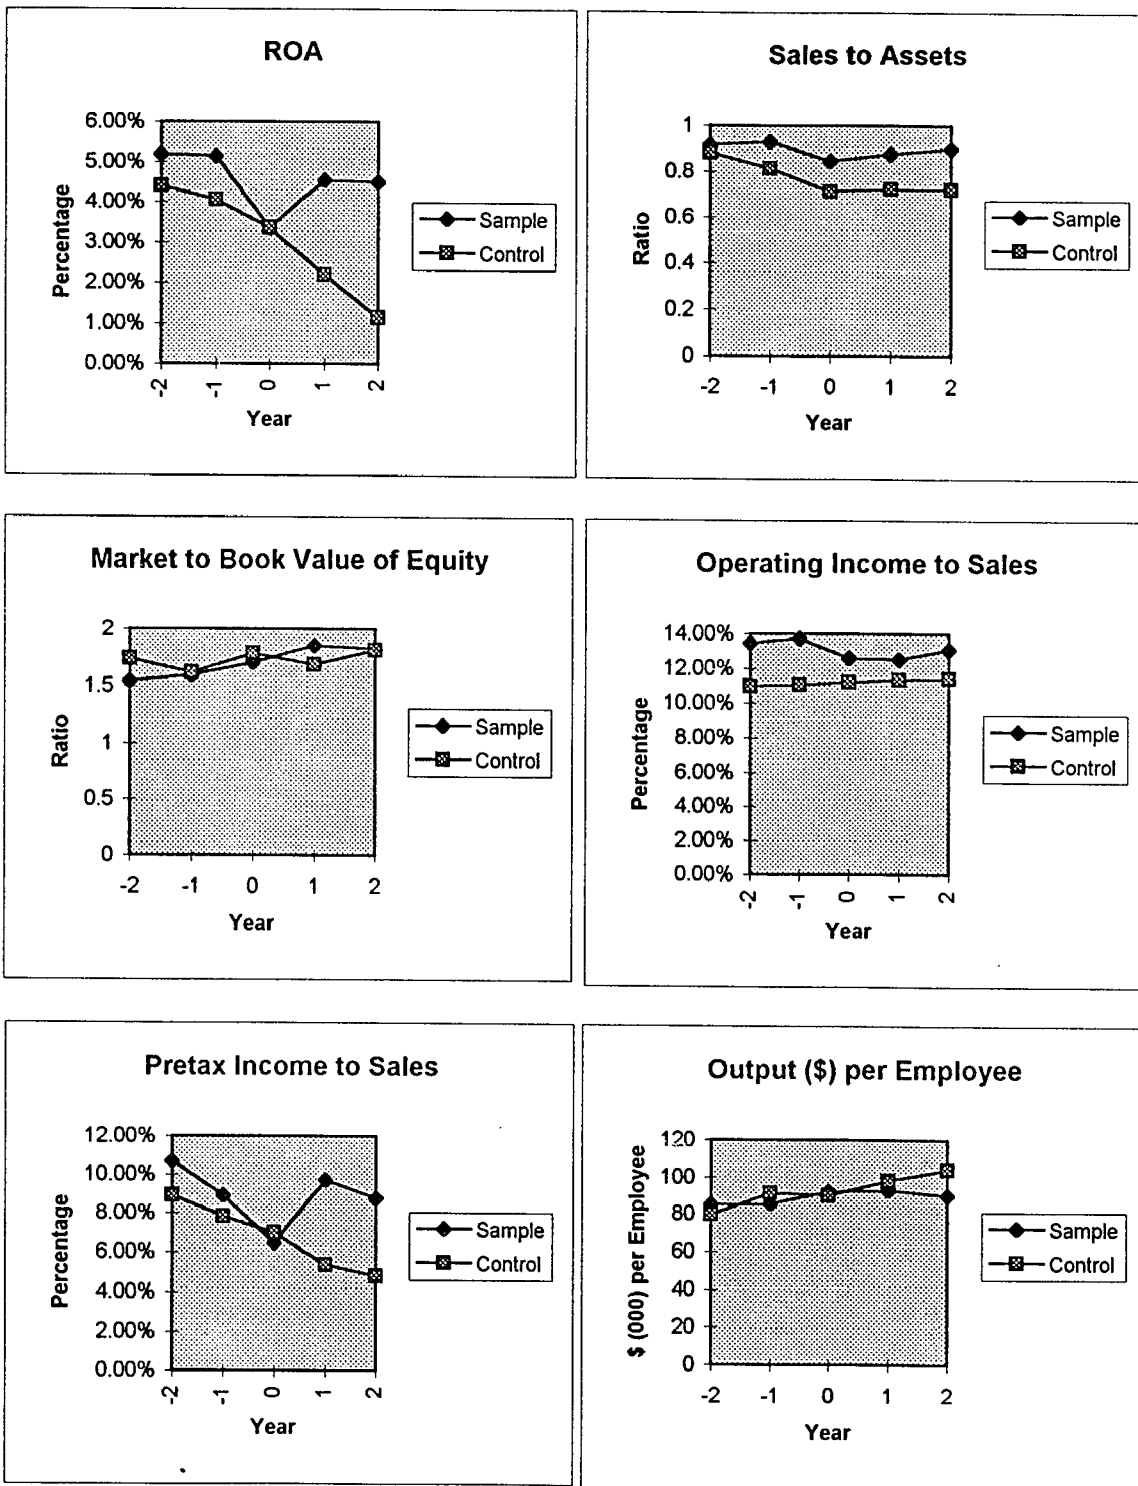 ROA
6.00%
5.00%
4.00%
3.00%
2.00%
1.00%
0.00%
Percentage
-2
-1
0
1
2
Year
Sample
Control
Sales to Assets
1
0.8
0.6
0.4
0.2
0
Ratio
-2
-1
0
1
2
Year
Sample
Control
Market to Book Value of Equity
2
1.5
1
0.5
0
Ratio
-2
-1
0
1
2
Year
Sample
Control
Operating Income to Sales
14.00%
12.00%
10.00%
8.00%
6.00%
4.00%
2.00%
0.00%
Percentage
-2
-1
0
1
2
Year
Sample
Control
Pretax Income to Sales
12.00%
10.00%
8.00%
6.00%
4.00%
2.00%
0.00%
Percentage
-2
-1
0
1
2
Year
Sample
Control
Output ($) per Employee
120
100
80
60
40
20
0
$ (000) per Employee
-2
-1
0
1
2
Year
Sample
Control